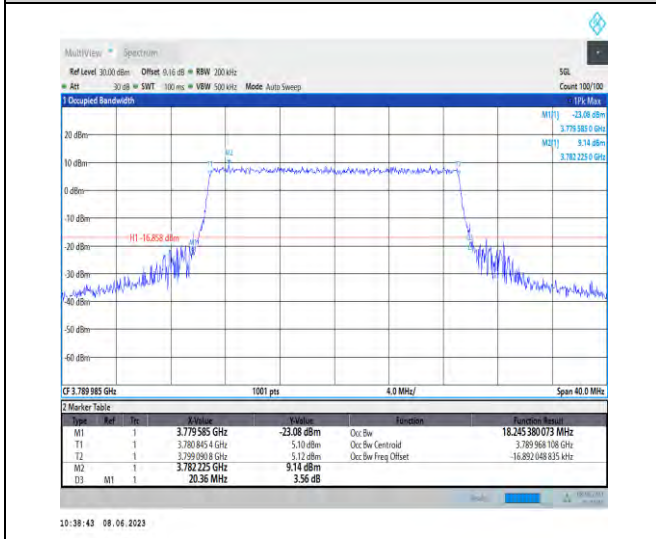 MultiView Spectrum
Ref Level 30.00 dBm Offset 9.16 dB RBW 200 kHz SGL
Att 30 dB SWT 100 ms VBW 500 kHz Mode Auto Sweep Count 100/100
1 Occupied Bandwidth 1Pk Max
M1[1] -23.08 dBm
3.779 585 0 GHz
M2[1] 9.14 dBm
3.782 225 0 GHz
20 dBm
M2
10 dBm
0 dBm
-10 dBm
H1 -16.858 dBm
-20 dBm
-30 dBm
-40 dBm
-50 dBm
-60 dBm
CF 3.789 985 GHz 1001 pts 4.0 MHz/ Span 40.0 MHz
2 Marker Table
Type Ref Trc X-Value Y-Value Function Function Result
M1 1 3.779 585 GHz -23.08 dBm Occ Bw 18.245 380 073 MHz
T1 1 3.780 845 4 GHz 5.10 dBm Occ Bw Centroid 3.789 968 108 GHz
T2 1 3.799 090 8 GHz 5.12 dBm Occ Bw Freq Offset -16.892 048 835 kHz
M2 1 3.782 225 GHz 9.14 dBm
D3 M1 1 20.36 MHz 3.56 dB
10:38:43 08.06.2023